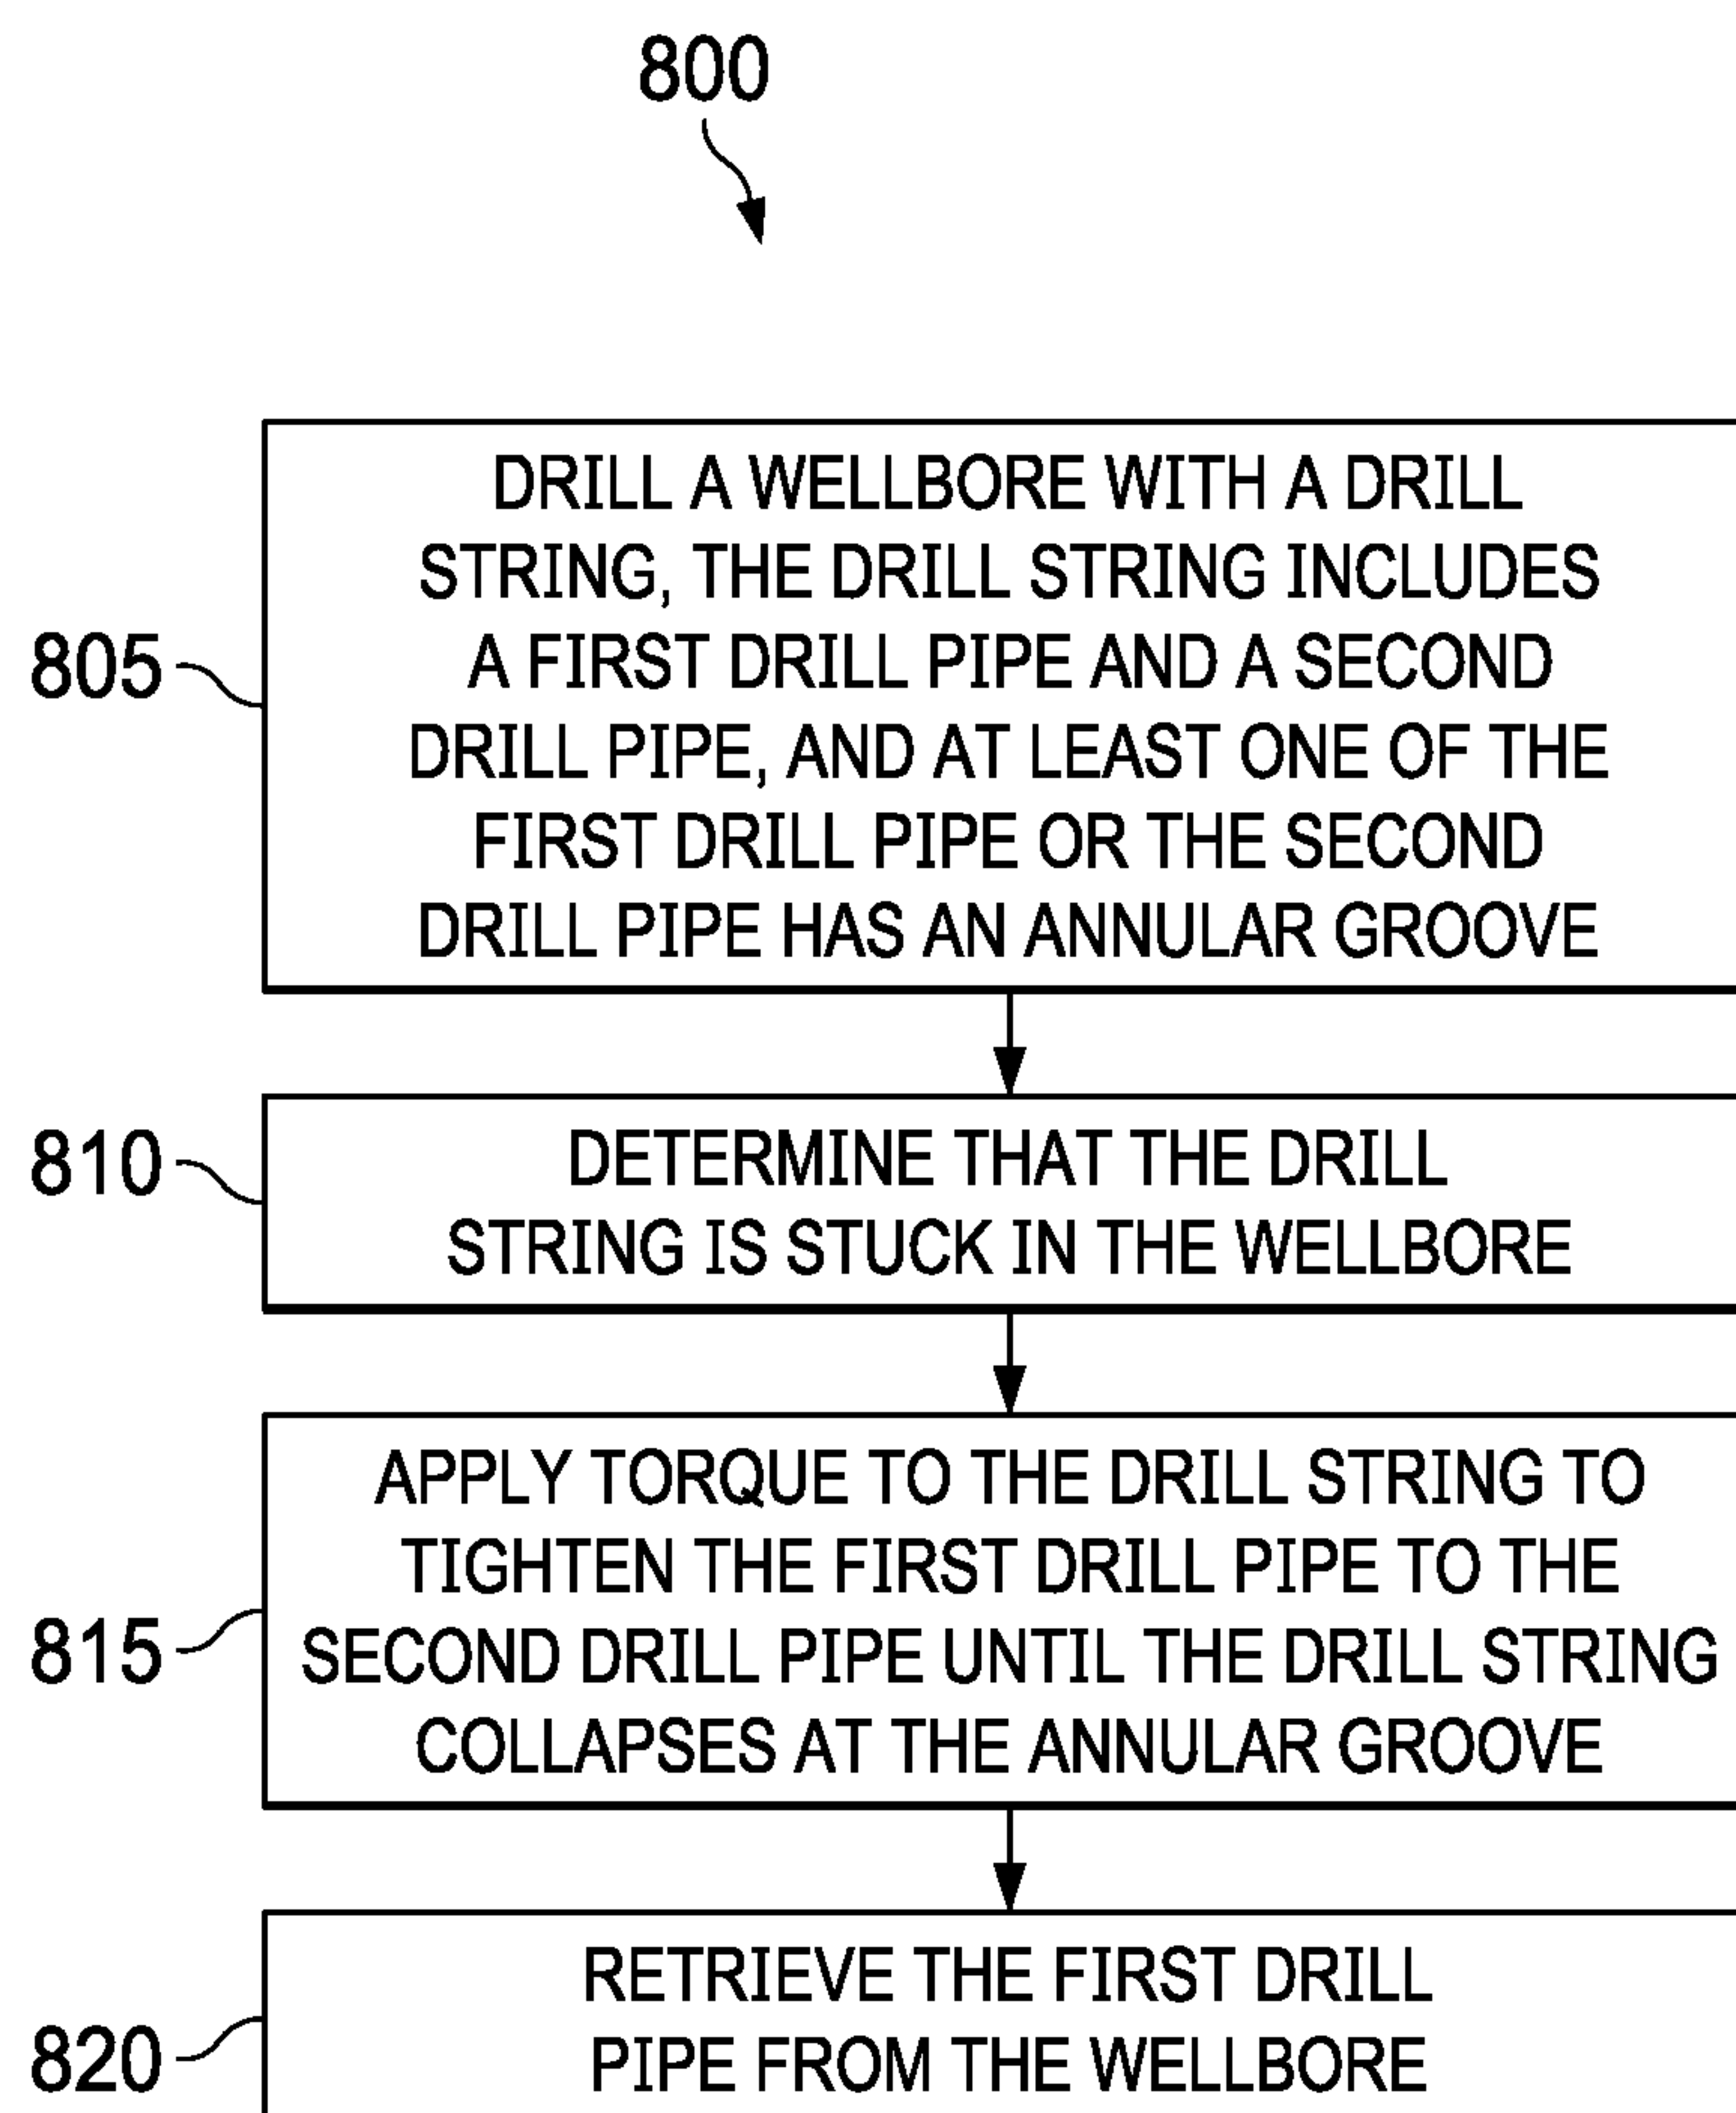 800
805
DRILL A WELLBORE WITH A DRILL
STRING, THE DRILL STRING INCLUDES
A FIRST DRILL PIPE AND A SECOND
DRILL PIPE, AND AT LEAST ONE OF THE
FIRST DRILL PIPE OR THE SECOND
DRILL PIPE HAS AN ANNULAR GROOVE
810
DETERMINE THAT THE DRILL
STRING IS STUCK IN THE WELLBORE
815
APPLY TORQUE TO THE DRILL STRING TO
TIGHTEN THE FIRST DRILL PIPE TO THE
SECOND DRILL PIPE UNTIL THE DRILL STRING
COLLAPSES AT THE ANNULAR GROOVE
820
RETRIEVE THE FIRST DRILL
PIPE FROM THE WELLBORE